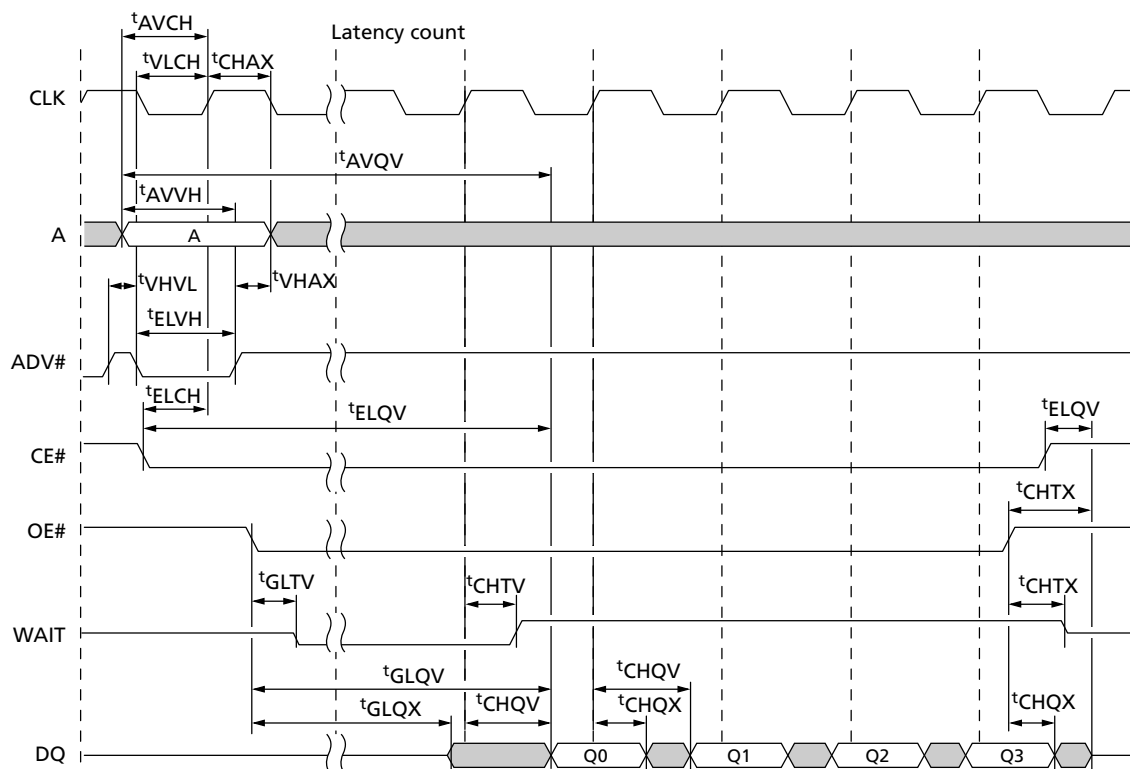 tAVCH
Latency count
tVLCH tCHAX
CLK
tAVQV
tAVVH
A A
tVHVL tVHAX
tELVH
ADV#
tELCH
tELQV tELQV
CE#
tCHTX
OE#
tGLTV tCHTV tCHTX
WAIT
tGLQV tCHQV
tGLQX tCHQV tCHQX tCHQX
DQ Q0 Q1 Q2 Q3